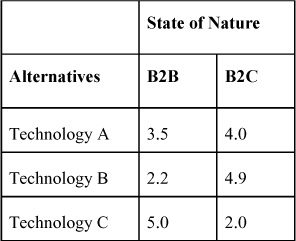 State of Nature
Alternatives B2B B2C
Technology A 3.5 4.0
Technology B 2.2 4.9
Technology C 5.0 2.0